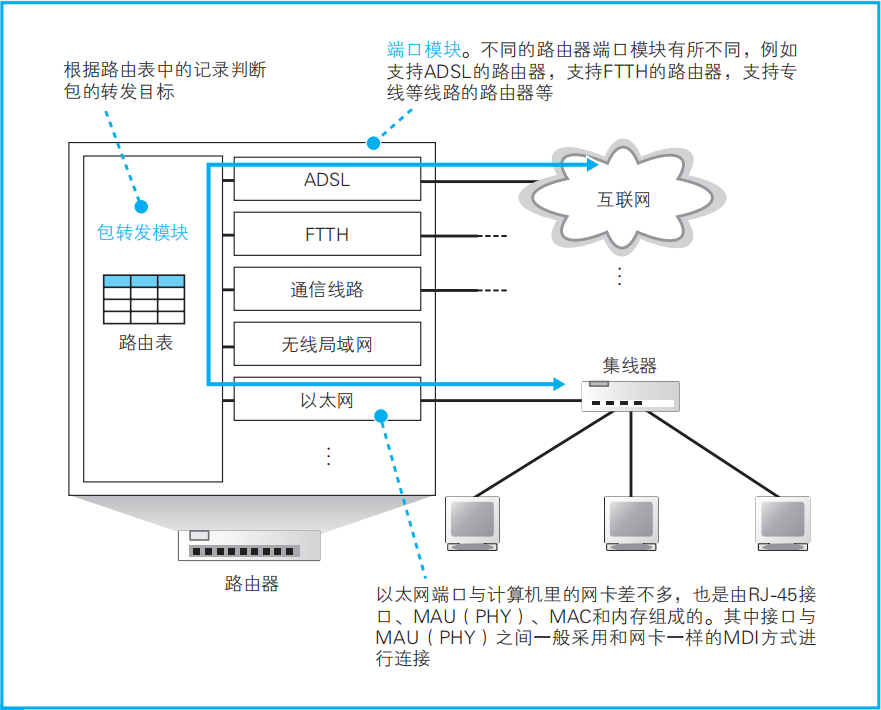 根据路由表中的记录判断
包的转发目标
端口模块。不同的路由器端口模块有所不同，例如
支持ADSL的路由器，支持FTTH的路由器，支持专
线等线路的路由器等
包转发模块
路由表
ADSL
FTTH
通信线路
无线局域网
以太网
⋮
互联网
⋮
集线器
路由器
以太网端口与计算机里的网卡差不多，也是由RJ-45接
口、MAU（PHY）、MAC和内存组成的。其中接口与
MAU（PHY）之间一般采用和网卡一样的MDI方式进
行连接